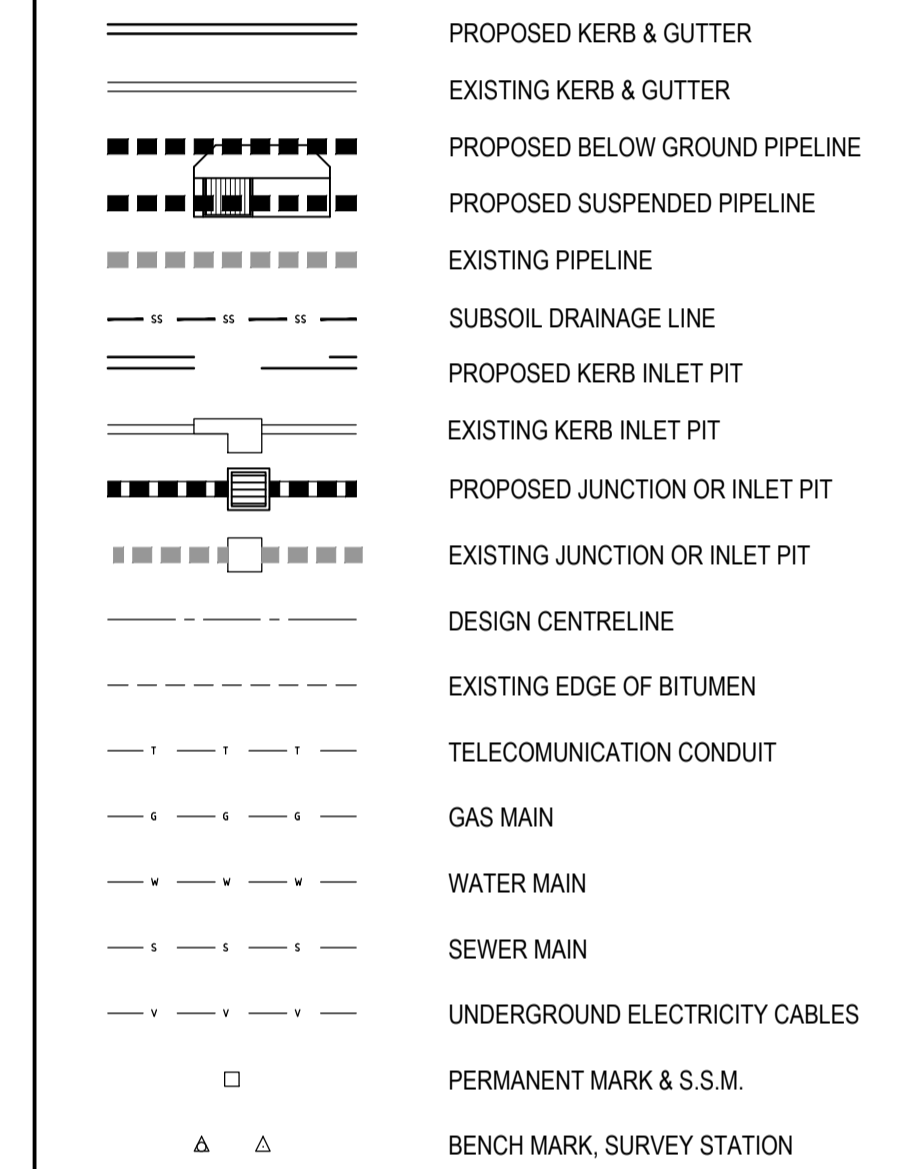 PROPOSED KERB & GUTTER
EXISTING KERB & GUTTER
PROPOSED BELOW GROUND PIPELINE
PROPOSED SUSPENDED PIPELINE
EXISTING PIPELINE
SS SS SS SUBSOIL DRAINAGE LINE
PROPOSED KERB INLET PIT
EXISTING KERB INLET PIT
PROPOSED JUNCTION OR INLET PIT
EXISTING JUNCTION OR INLET PIT
DESIGN CENTRELINE
EXISTING EDGE OF BITUMEN
T T T TELECOMUNICATION CONDUIT
G G G GAS MAIN
W W W WATER MAIN
S S S SEWER MAIN
V V V UNDERGROUND ELECTRICITY CABLES
PERMANENT MARK & S.S.M.
BENCH MARK, SURVEY STATION